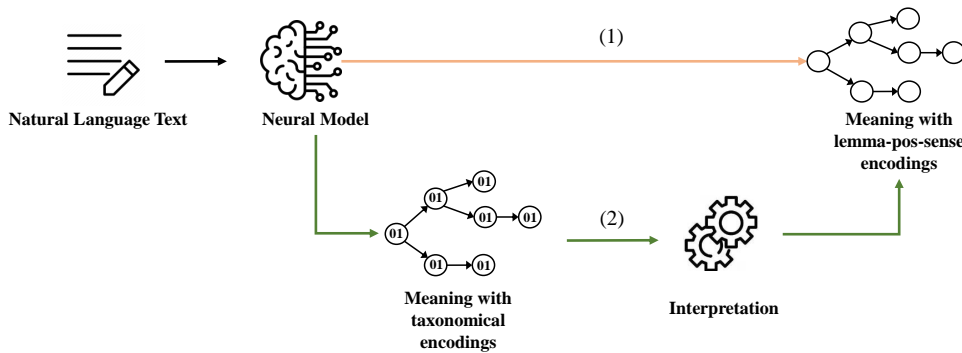 (1)
Natural Language Text
Neural Model
Meaning with
lemma-pos-sense
encodings
01
01
01
01
01
01
01
(2)
Meaning with
taxonomical
encodings
Interpretation